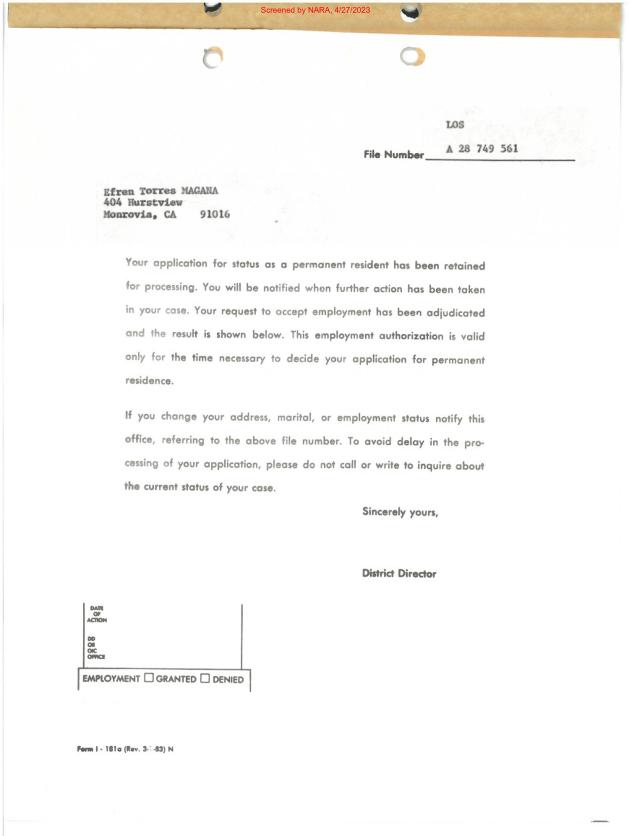 Screened by NARA, 4/27/2023
LOS
File Number A 28 749 561
Efren Torres MAGANA
404 Hurstview
Monrovia, CA 91016
Your application for status as a permanent resident has been retained
for processing. You will be notified when further action has been taken
in your case. Your request to accept employment has been adjudicated
and the result is shown below. This employment authorization is valid
only for the time necessary to decide your application for permanent
residence.
If you change your address, marital, or employment status notify this
office, referring to the above file number. To avoid delay in the pro-
cessing of your application, please do not call or write to inquire about
the current status of your case.
Sincerely yours,
District Director
DATE
OF
ACTION
DD
OR
OIC
OFFICE
EMPLOYMENT ☐ GRANTED ☐ DENIED
Form I - 181a (Rev. -83) N